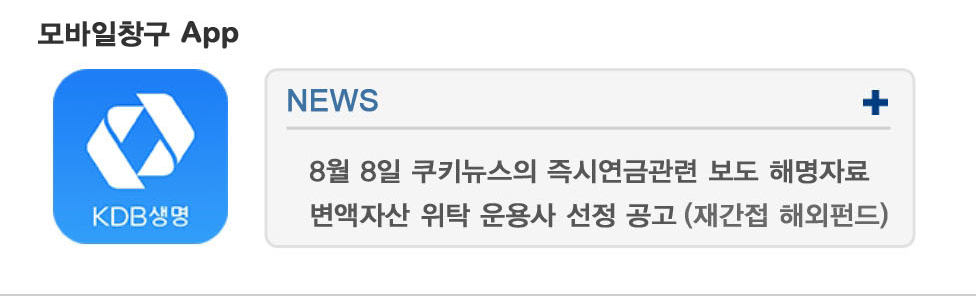 모바일창구 App
KDB생명
NEWS
8월 8일 쿠키뉴스의 즉시연금관련 보도 해명자료
변액자산 위탁 운용사 선정 공고 (재간접 해외펀드)